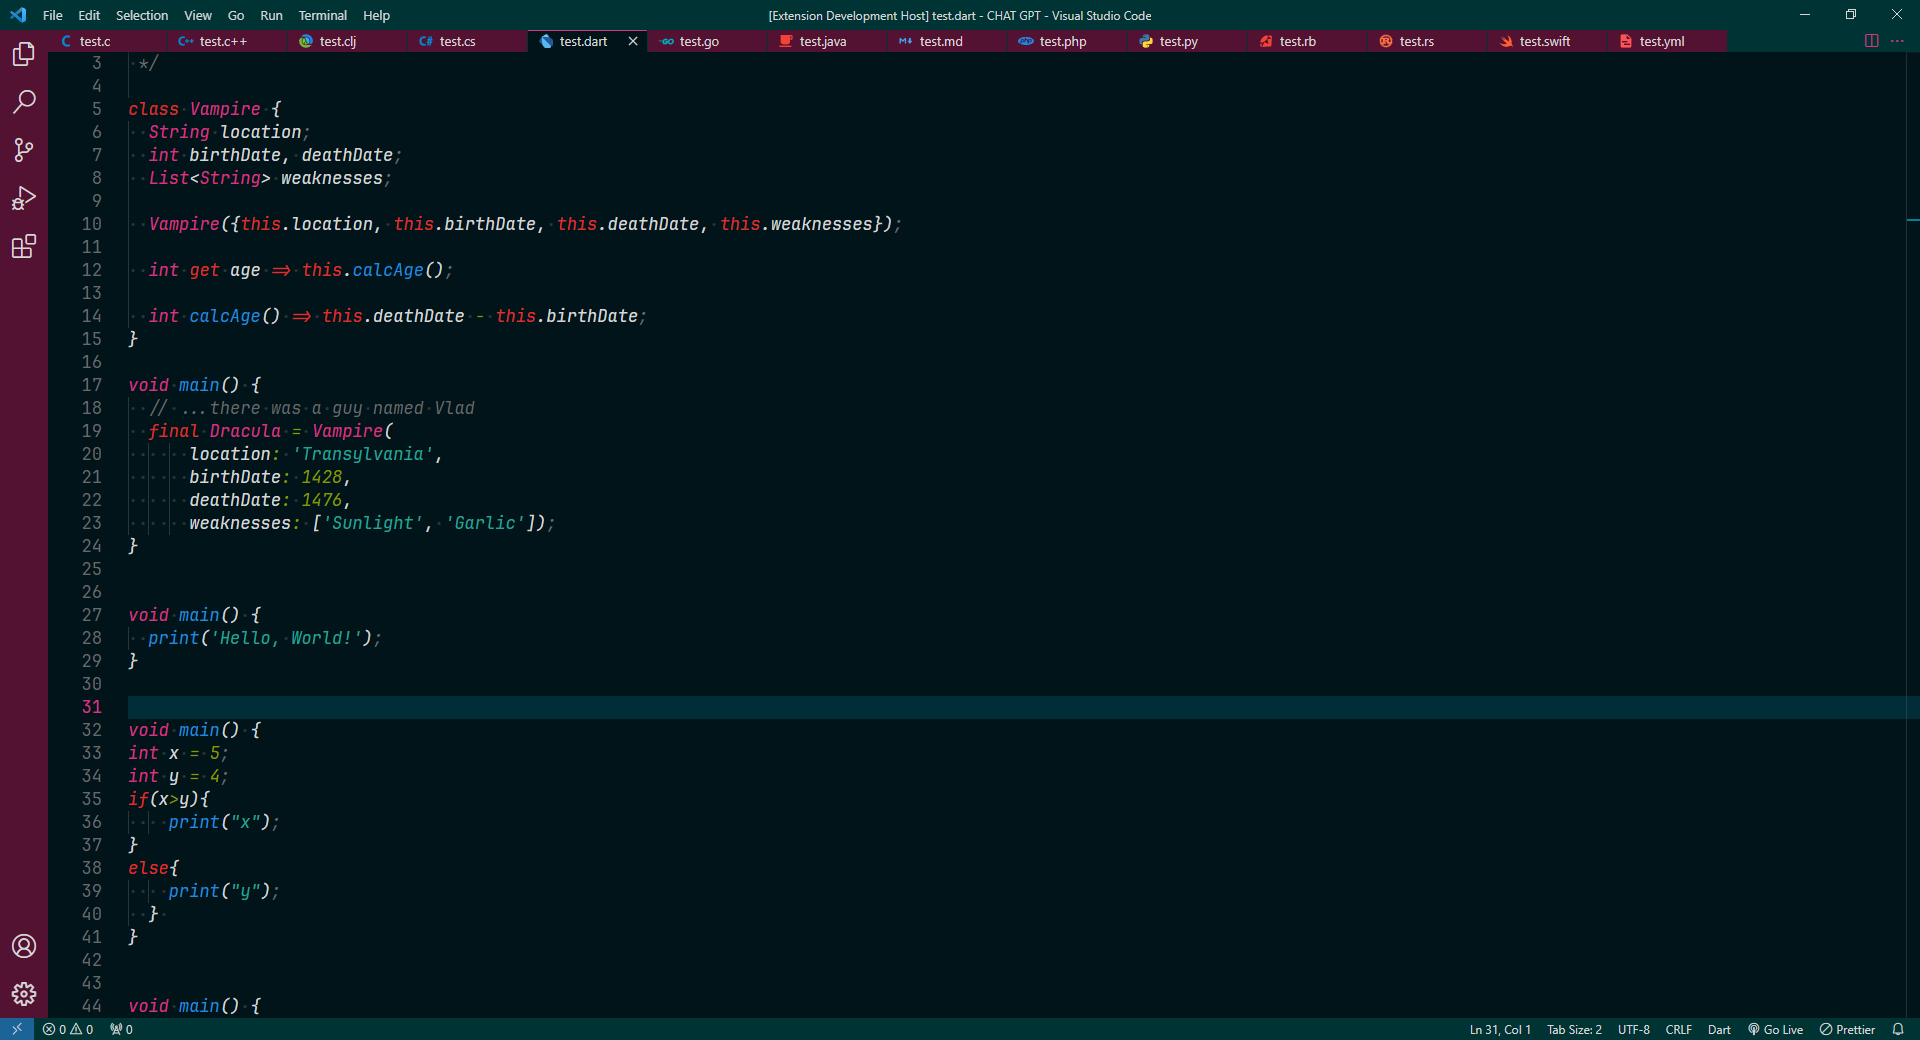 File Edit Selection View Go Run Terminal Help [Extension Development Host] test.dart - CHAT GPT - Visual Studio Code
test.c test.c++ test.clj test.cs test.dart test.go test.java test.md test.php test.py test.rb test.rs test.swift test.yml
3 */
4
5 class Vampire {
6 String location;
7 int birthDate, deathDate;
8 List<String> weaknesses;
9
10 Vampire({this.location, this.birthDate, this.deathDate, this.weaknesses});
11
12 int get age => this.calcAge();
13
14 int calcAge() => this.deathDate - this.birthDate;
15 }
16
17 void main() {
18 // ...there was a guy named Vlad
19 final Dracula = Vampire(
20 location: 'Transylvania',
21 birthDate: 1428,
22 deathDate: 1476,
23 weaknesses: ['Sunlight', 'Garlic']);
24 }
25
26
27 void main() {
28 print('Hello, World!');
29 }
30
31
32 void main() {
33 int x = 5;
34 int y = 4;
35 if(x>y){
36 print("x");
37 }
38 else{
39 print("y");
40 }
41 }
42
43
44 void main() {
0 0 0 Ln 31, Col 1 Tab Size: 2 UTF-8 CRLF Dart Go Live Prettier